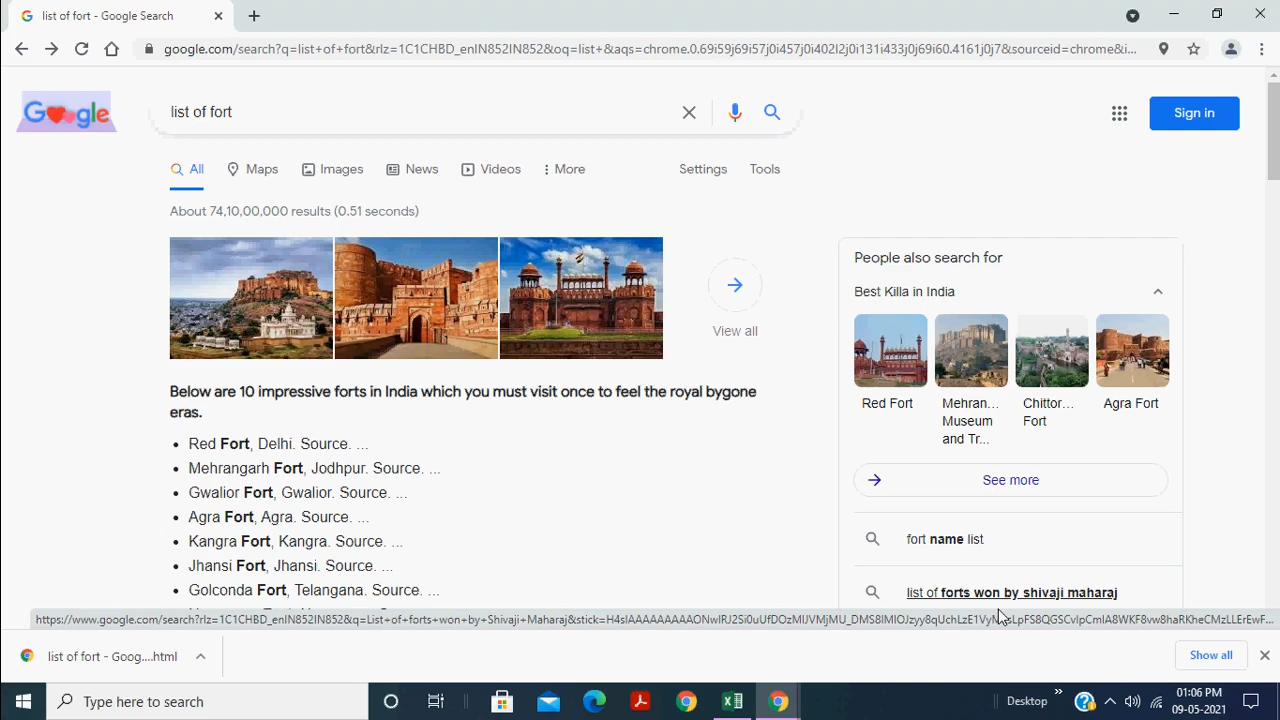 list of fort - Google Search
google.com/search?q=list+of+fort&rlz=1C1CHBD_enIN852IN852&oq=list+&aqs=chrome.0.69i59j69i57j0i457j0i402l2j0i131i433j0j69i60.4161j0j7&sourceid=chrome&i...
Google
list of fort
Sign in
All Maps Images News Videos More Settings Tools
About 74,10,00,000 results (0.51 seconds)
View all
Below are 10 impressive forts in India which you must visit once to feel the royal bygone
eras.
• Red Fort, Delhi. Source. ...
• Mehrangarh Fort, Jodhpur. Source. ...
• Gwalior Fort, Gwalior. Source. ...
• Agra Fort, Agra. Source. ...
• Kangra Fort, Kangra. Source. ...
• Jhansi Fort, Jhansi. Source. ...
• Golconda Fort, Telangana. Source. ...
People also search for
Best Killa in India
Red Fort
Mehran...
Museum
and Tr...
Chittor...
Fort
Agra Fort
See more
fort name list
list of forts won by shivaji maharaj
list of fort - Goog....html
Show all
Type here to search
Desktop
01:06 PM
09-05-2021